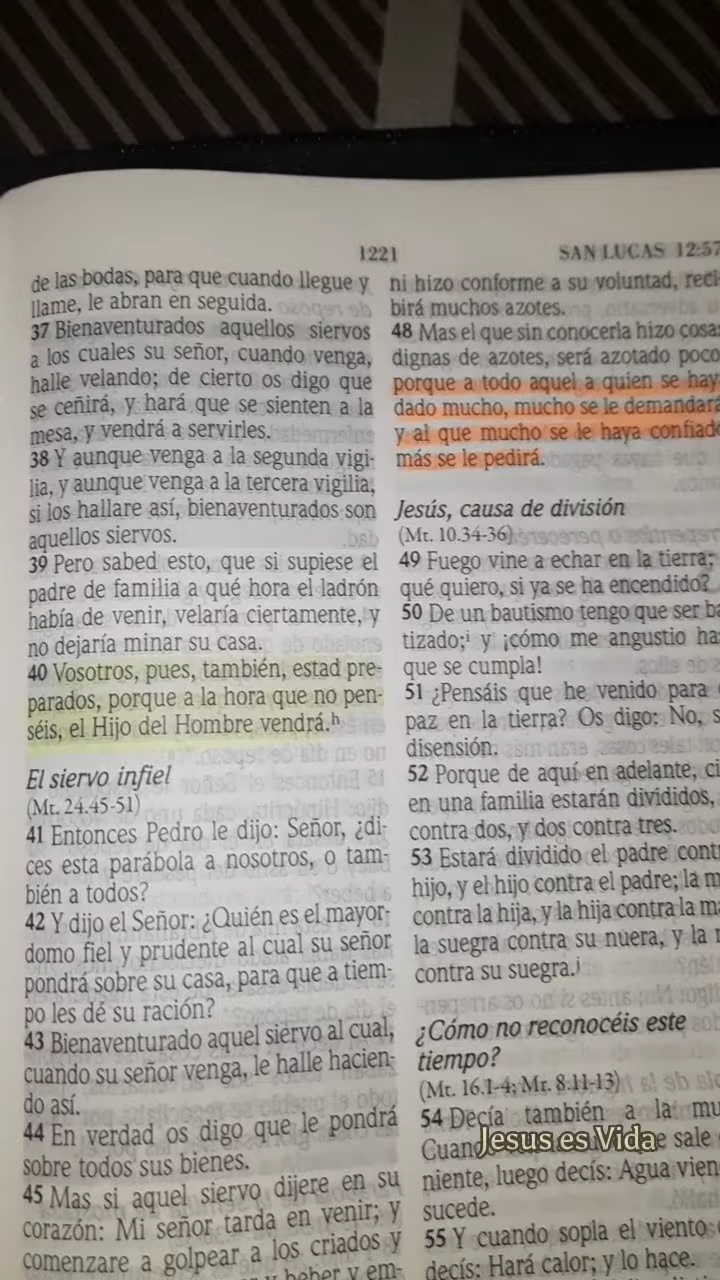 1221
SAN LUCAS 12:57
de las bodas, para que cuando llegue y
llame, le abran en seguida.
37 Bienaventurados aquellos siervos
a los cuales su señor, cuando venga,
halle velando; de cierto os digo que
se ceñirá, y hará que se sienten a la
mesa, y vendrá a servirles.
38 Y aunque venga a la segunda vigi-
lia, y aunque venga a la tercera vigilia,
si los hallare así, bienaventurados son
aquellos siervos.
39 Pero sabed esto, que si supiese el
padre de familia a qué hora el ladrón
había de venir, velaría ciertamente, y
no dejaría minar su casa.
40 Vosotros, pues, también, estad pre-
parados, porque a la hora que no pen-
séis, el Hijo del Hombre vendrá.h
El siervo infiel
(Mt. 24.45-51)
41 Entonces Pedro le dijo: Señor, ¿di-
ces esta parábola a nosotros, o tam-
bién a todos?
42 Y dijo el Señor: ¿Quién es el mayor-
domo fiel y prudente al cual su señor
pondrá sobre su casa, para que a tiem-
po les dé su ración?
43 Bienaventurado aquel siervo al cual,
cuando su señor venga, le halle hacien-
do así.
44 En verdad os digo que le pondrá
sobre todos sus bienes.
45 Mas si aquel siervo dijere en su
corazón: Mi señor tarda en venir; y
comenzare a golpear a los criados y
beber y em-
ni hizo conforme a su voluntad, reci-
birá muchos azotes.
48 Mas el que sin conocerla hizo cosas
dignas de azotes, será azotado poco
porque a todo aquel a quien se hay
dado mucho, mucho se le demandará
y al que mucho se le haya confiado
más se le pedirá.
Jesús, causa de división
(Mt. 10.34-36)
49 Fuego vine a echar en la tierra;
qué quiero, si ya se ha encendido?
50 De un bautismo tengo que ser ba
tizado;i y ¡cómo me angustio ha
que se cumpla!
51 ¿Pensáis que he venido para
paz en la tierra? Os digo: No, s
disensión.
52 Porque de aquí en adelante, ci
en una familia estarán divididos,
contra dos, y dos contra tres.
53 Estará dividido el padre cont
hijo, y el hijo contra el padre; la m
contra la hija, y la hija contra la ma
la suegra contra su nuera, y la
contra su suegra.j
¿Cómo no reconocéis este
tiempo?
(Mt. 16.1-4; Mr. 8.11-13)
54 Decía también a la mu
Cuan
sale
Jesus es Vida
niente, luego decís: Agua vien
sucede.
55 Y cuando sopla el viento
decís: Hará calor; y lo hace.